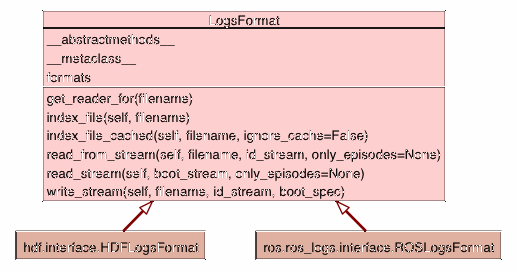 LogsFormat
__abstractmethods__
__metaclass__
formats
get_reader_for(filename)
index_file(self, filename)
index_file_cached(self, filename, ignore_cache=False)
read_from_stream(self, filename, id_stream, only_episodes=None)
read_stream(self, boot_stream, only_episodes=None)
write_stream(self, filename, id_stream, boot_spec)
hdf.interface.HDFLogsFormat
ros.ros_logs.interface.ROSLogsFormat